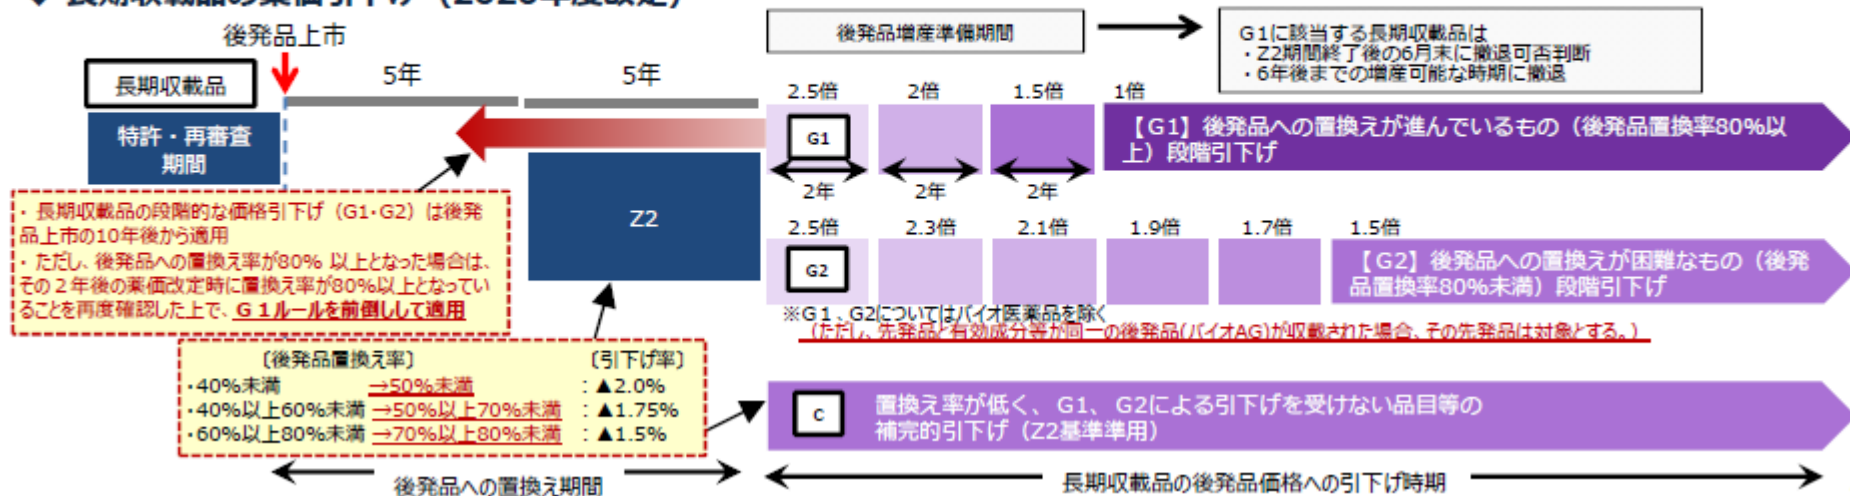 ◆ 長期収載品の薬価引下げ（2020年度改定）
後発品上市
長期収載品
5年
5年
特許・再審査
期間
後発品増産準備期間
G1に該当する長期収載品は
・Z2期間終了後の6月末に撤退可否判断
・6年後までの増産可能な時期に撤退
2.5倍
2倍
1.5倍
1倍
G1
【G1】後発品への置換えが進んでいるもの（後発品置換率80%以
上）段階引下げ
2年
2年
2年
・ 長期収載品の段階的な価格引下げ（G1・G2）は後発
品上市の10年後から適用
・ ただし、後発品への置換え率が80% 以上となった場合は、
その２年後の薬価改定時に置換え率が80%以上となってい
ることを再度確認した上で、Ｇ１ルールを前倒しして適用
Z2
2.5倍
2.3倍
2.1倍
1.9倍
1.7倍
1.5倍
G2
【Ｇ2】後発品への置換えが困難なもの（後発
品置換率80%未満）段階引下げ
※G１、G2についてはバイオ医薬品を除く
（ただし、先発品と有効成分等が同一の後発品(バイオAG)が収載された場合、その先発品は対象とする。）
〔後発品置換え率〕 〔引下げ率〕
・40%未満 →50%未満 ：▲2.0%
・40%以上60%未満 →50%以上70%未満 ：▲1.75%
・60%以上80%未満 →70%以上80%未満 ：▲1.5%
C
置換え率が低く、Ｇ1、Ｇ2による引下げを受けない品目等の
補完的引下げ（Z2基準準用）
後発品への置換え期間
長期収載品の後発品価格への引下げ時期